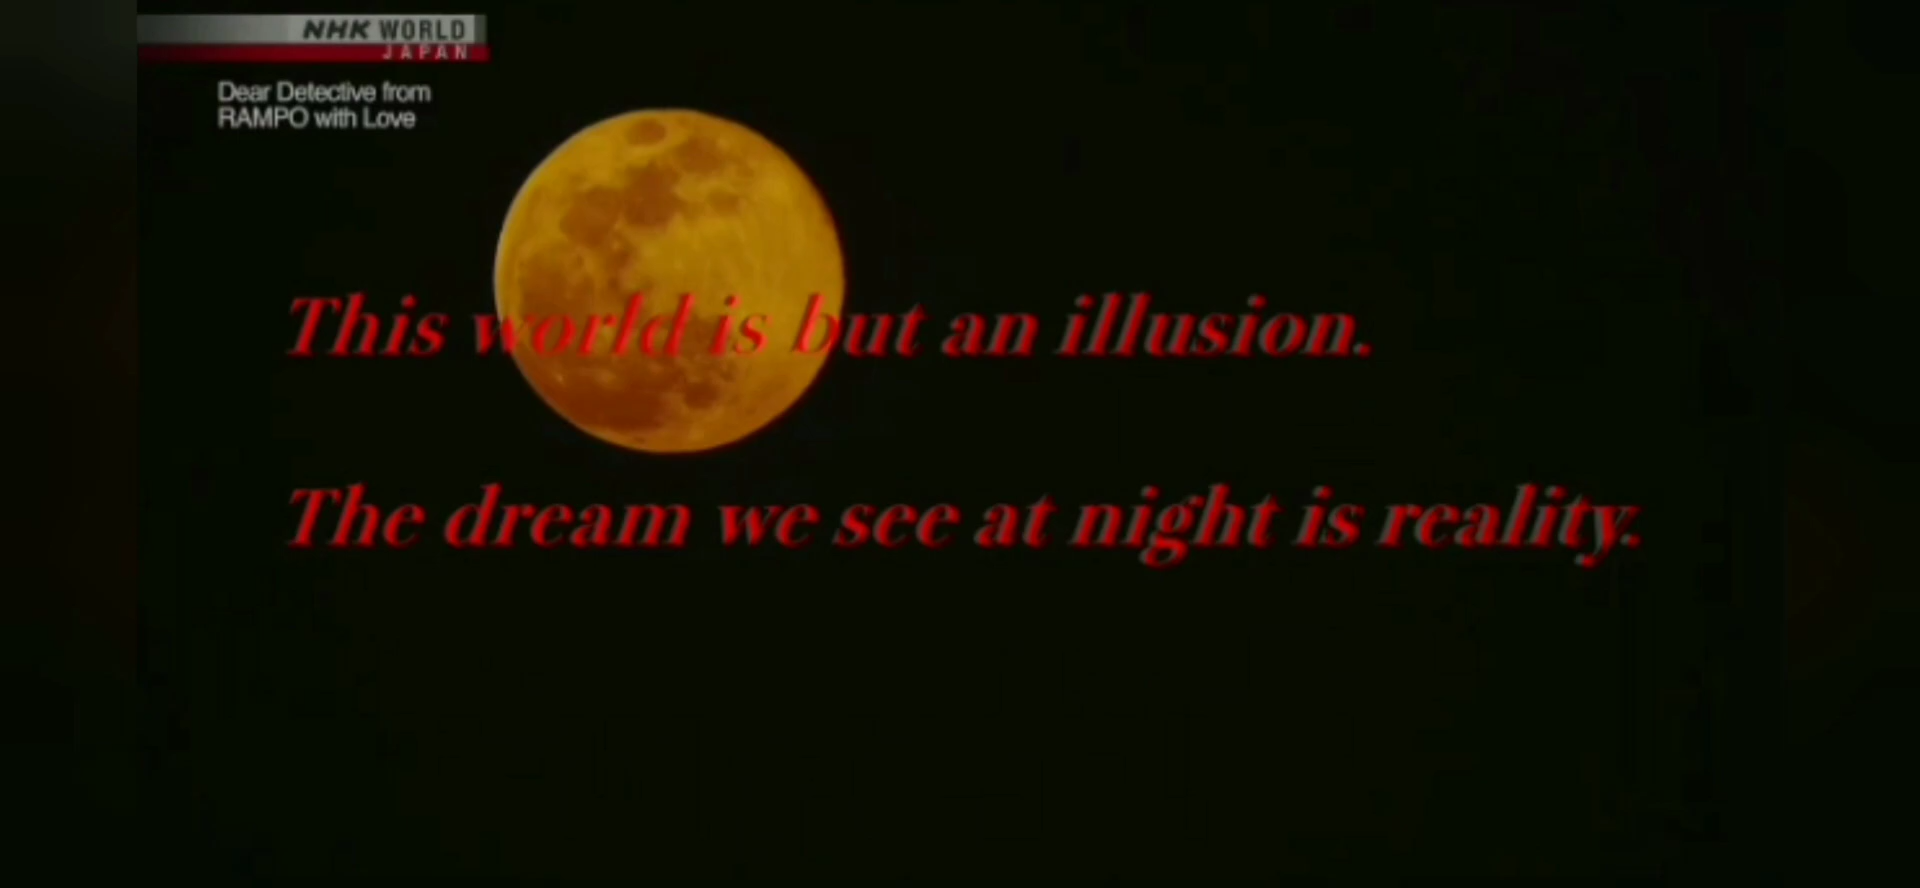 NHK WORLD
JAPAN
Dear Detective from
RAMPO with Love
This world is but an illusion.
The dream we see at night is reality.